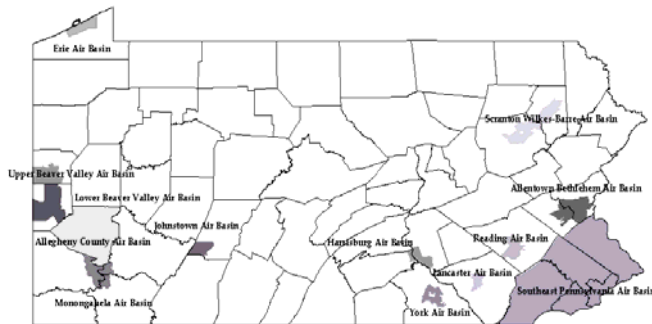 Erie Air Basin
Scranton Wilkes-Barre Air Basin
Upper Beaver Valley Air Basin
Allentown Bethlehem Air Basin
Lower Beaver Valley Air Basin
Johnstown Air Basin
Allegheny County Air Basin
Harrisburg Air Basin
Reading Air Basin
Lancaster Air Basin
Southeast Pennsylvania Air Basin
Monongahela Air Basin
York Air Basin